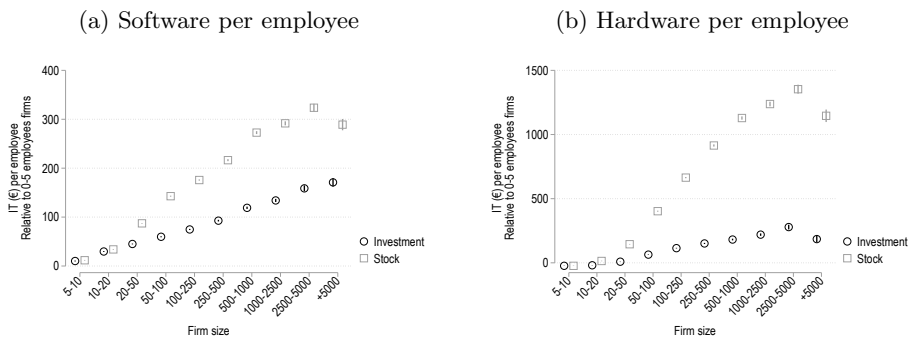 (a) Software per employee
400
300
200
100
0
IT (€) per employee
Relative to 0-5 employees firms
5-10
10-20
20-50
50-100
100-250
250-500
500-1000
1000-2500
2500-5000
+5000
Firm size
Investment
Stock
(b) Hardware per employee
1500
1000
500
0
IT (€) per employee
Relative to 0-5 employees firms
5-10
10-20
20-50
50-100
100-250
250-500
500-1000
1000-2500
2500-5000
+5000
Firm size
Investment
Stock